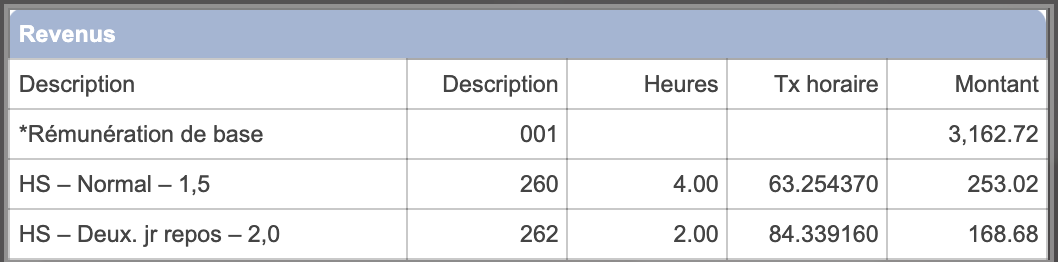 Revenus
Description Description Heures Tx horaire Montant
*Rémunération de base 001 3,162.72
HS – Normal – 1,5 260 4.00 63.254370 253.02
HS – Deux. jr repos – 2,0 262 2.00 84.339160 168.68